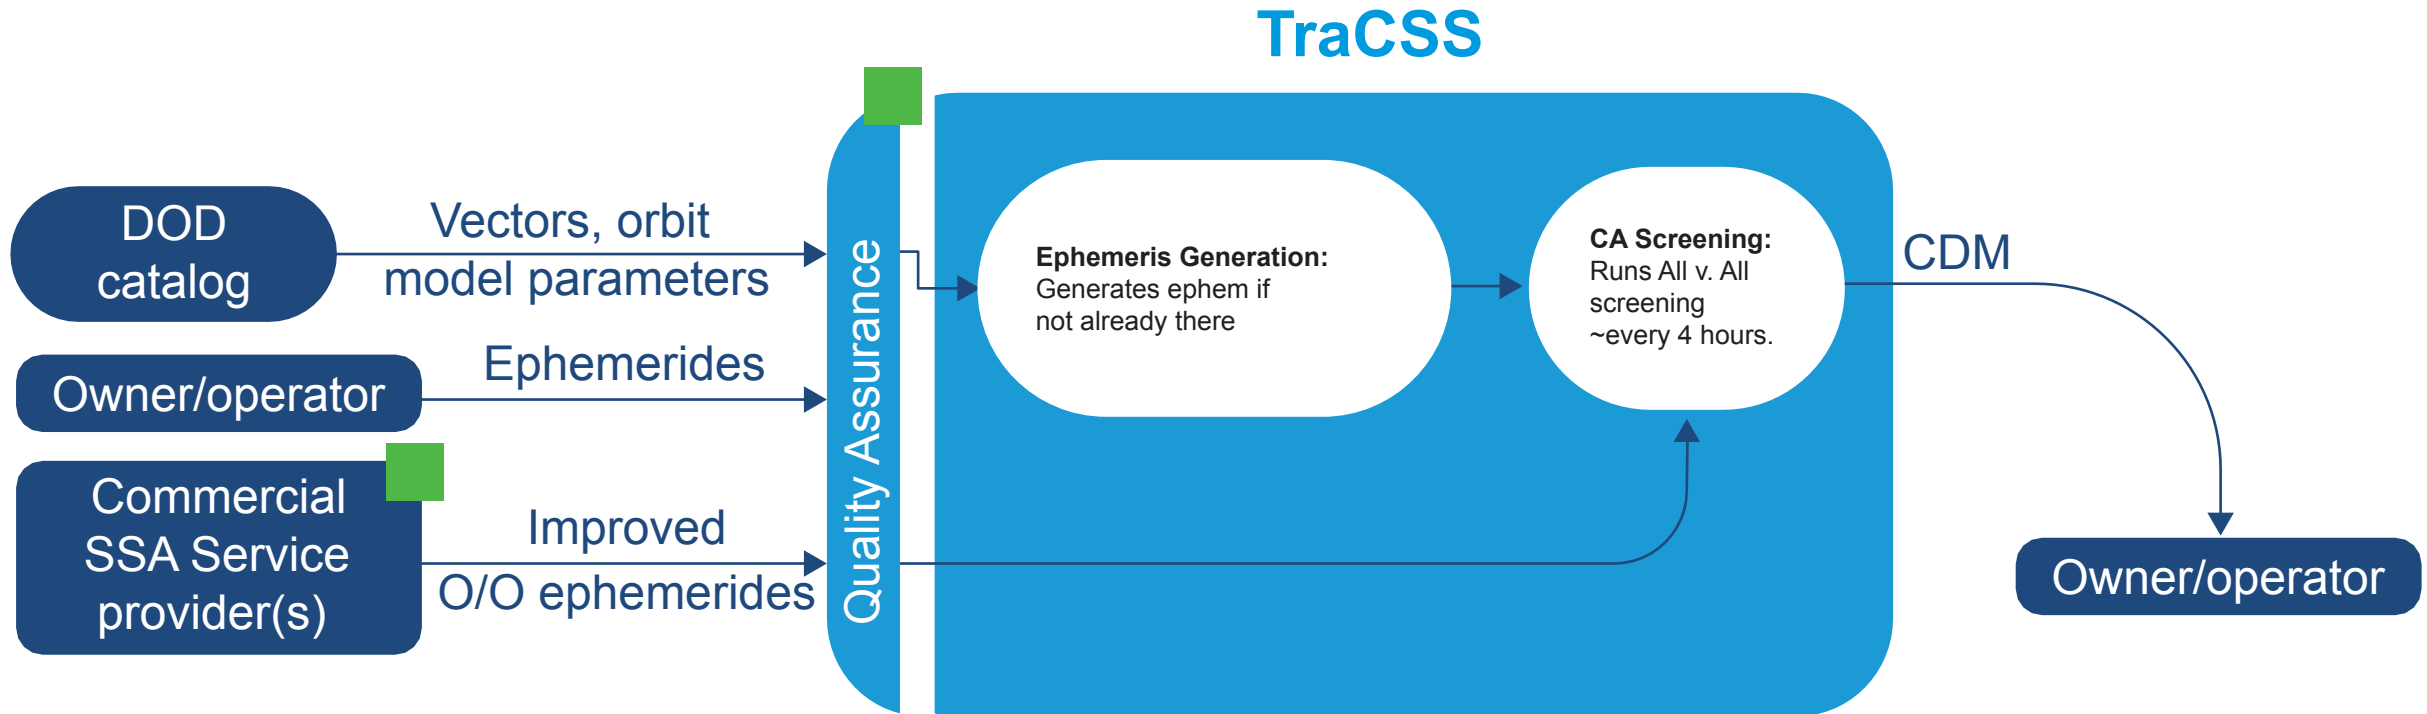 TraCSS
DOD
catalog
Vectors, orbit
model parameters
Owner/operator
Ephemerides
Commercial
SSA Service
provider(s)
Improved
O/O ephemerides
Quality Assurance
Ephemeris Generation:
Generates ephem if
not already there
CA Screening:
Runs All v. All
screening
~every 4 hours.
CDM
Owner/operator